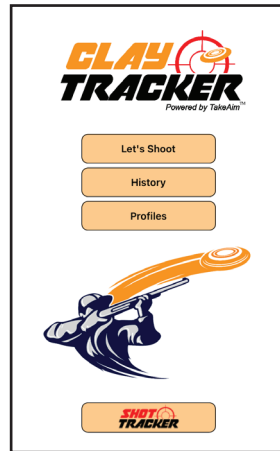 CLAY
TRACKER
Powered by TakeAim™
Let's Shoot
History
Profiles
SHOT
TRACKER